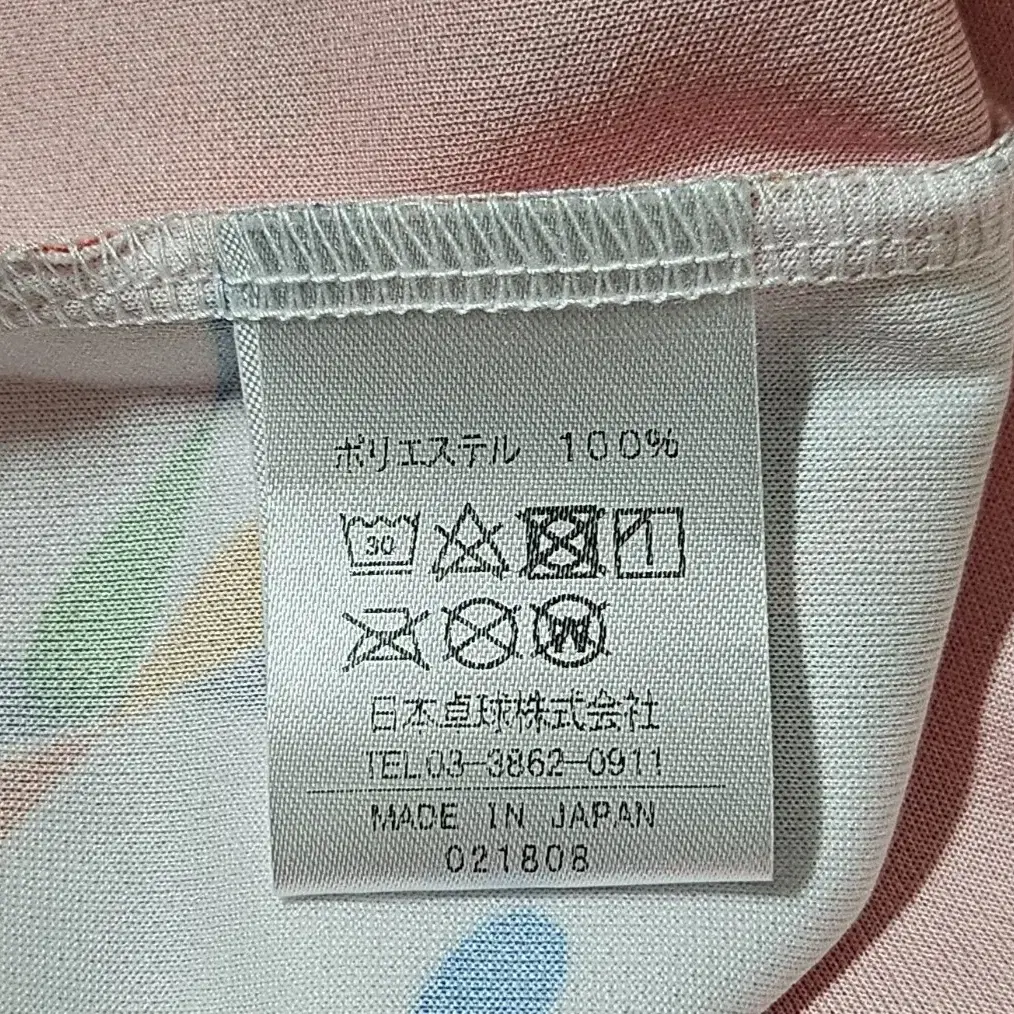 ポリエステル 100%
30
W
日本卓球株式会社
TEL03-3862-0911
MADE IN JAPAN
021808